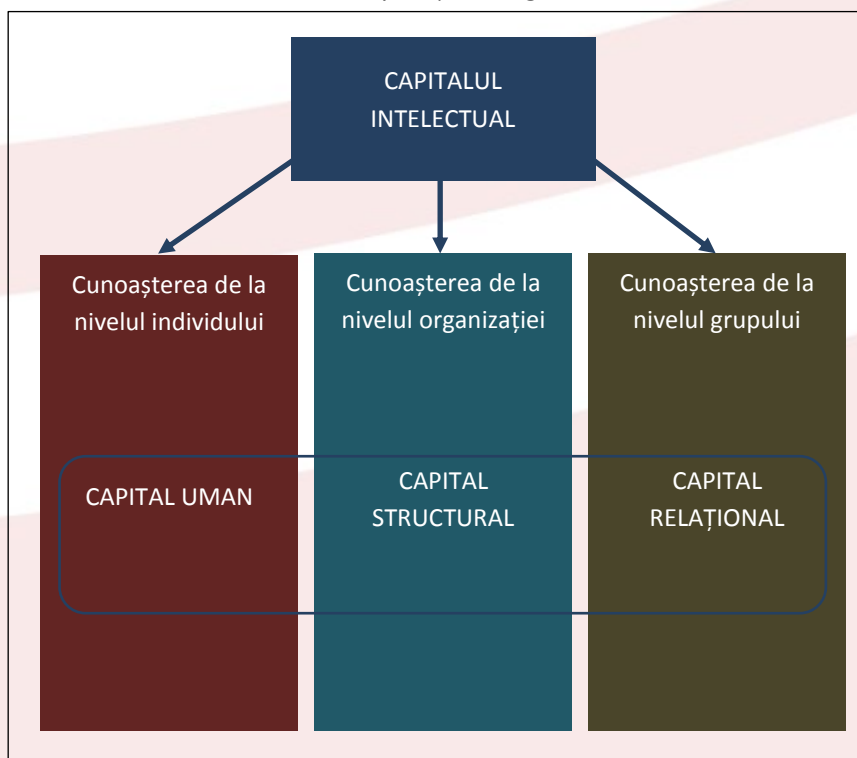 CAPITALUL
INTELECTUAL
Cunoașterea de la
nivelul individului
Cunoașterea de la
nivelul organizației
Cunoașterea de la
nivelul grupului
CAPITAL UMAN
CAPITAL
STRUCTURAL
CAPITAL
RELAȚIONAL